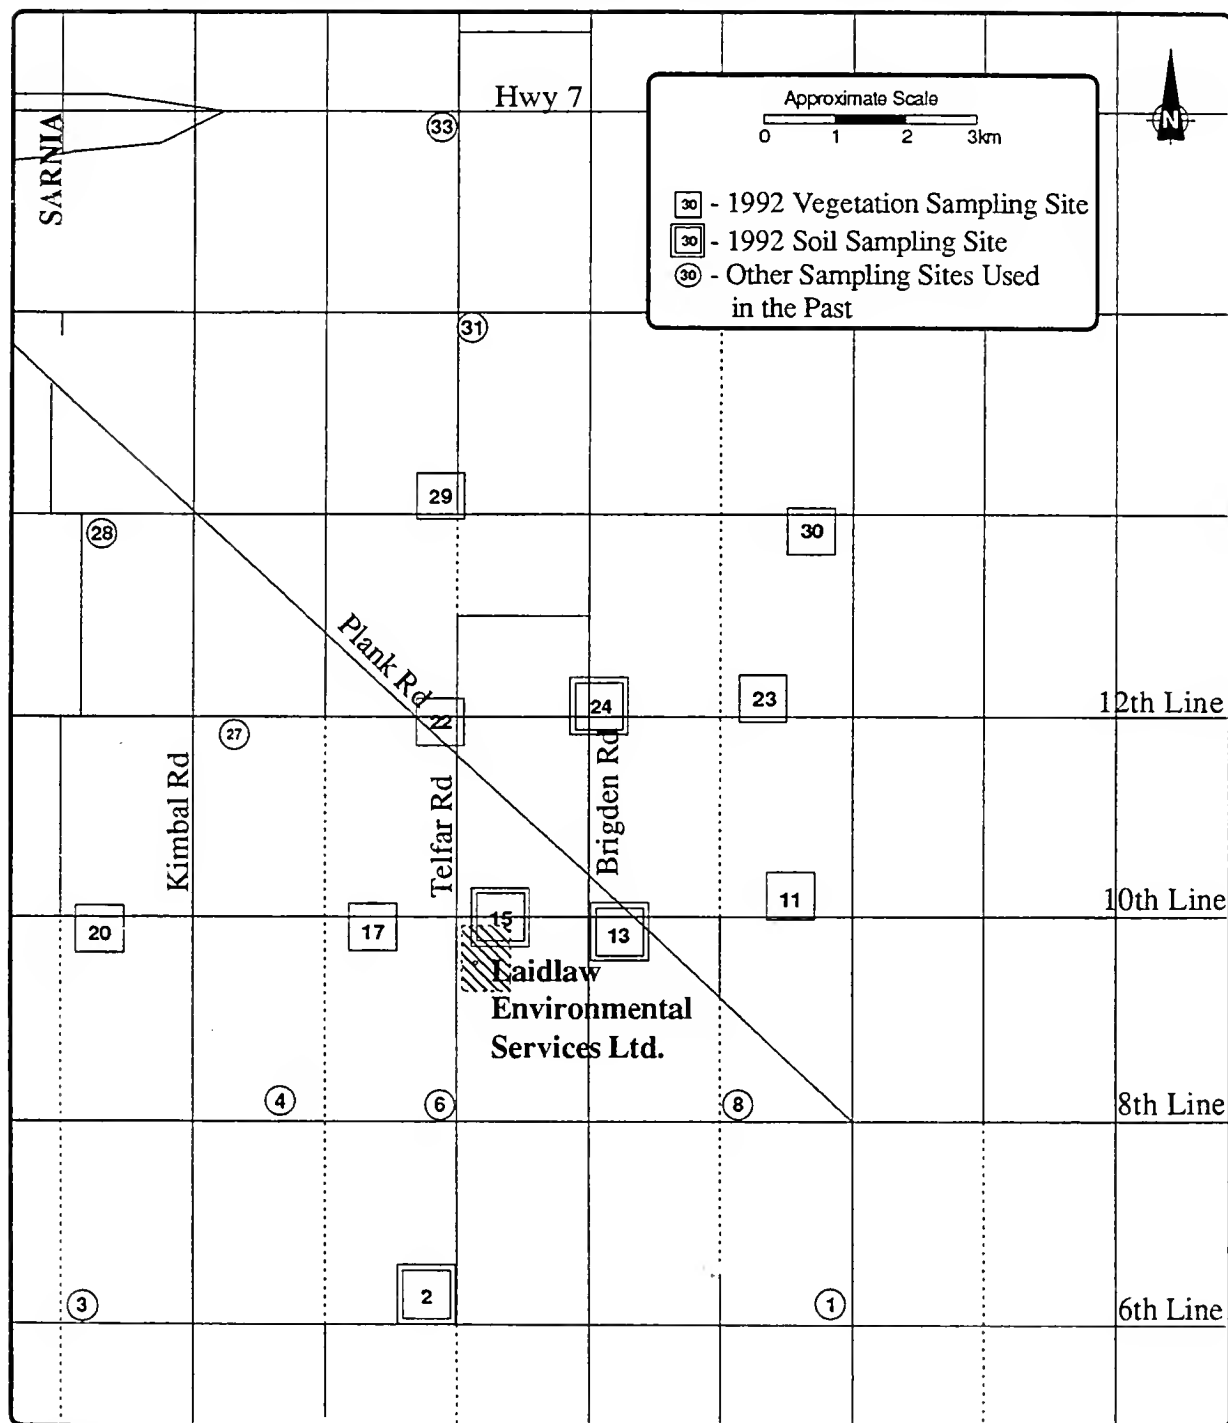 Hwy 7
Approximate Scale
0 1 2 3km
N
30 - 1992 Vegetation Sampling Site
30 - 1992 Soil Sampling Site
30 - Other Sampling Sites Used
in the Past
SARNIA
33
31
29
28
30
Plank Rd
24
23
22
12th Line
27
Kimbal Rd
Telfar Rd
Brigden Rd
11
10th Line
15
20
17
13
Laidlaw
Environmental
Services Ltd.
4
6
8
8th Line
2
3
1
6th Line